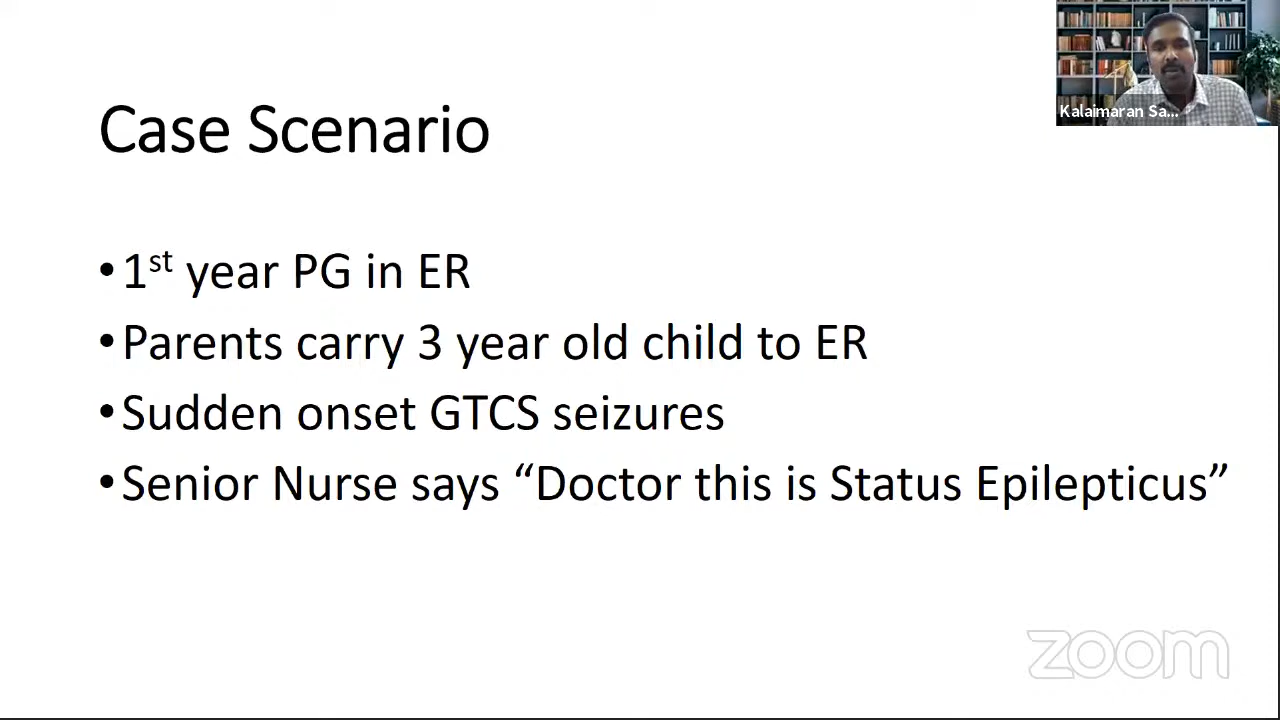 Kalaimaran Sa...
Case Scenario
•1st year PG in ER
•Parents carry 3 year old child to ER
•Sudden onset GTCS seizures
•Senior Nurse says “Doctor this is Status Epilepticus”
zoom